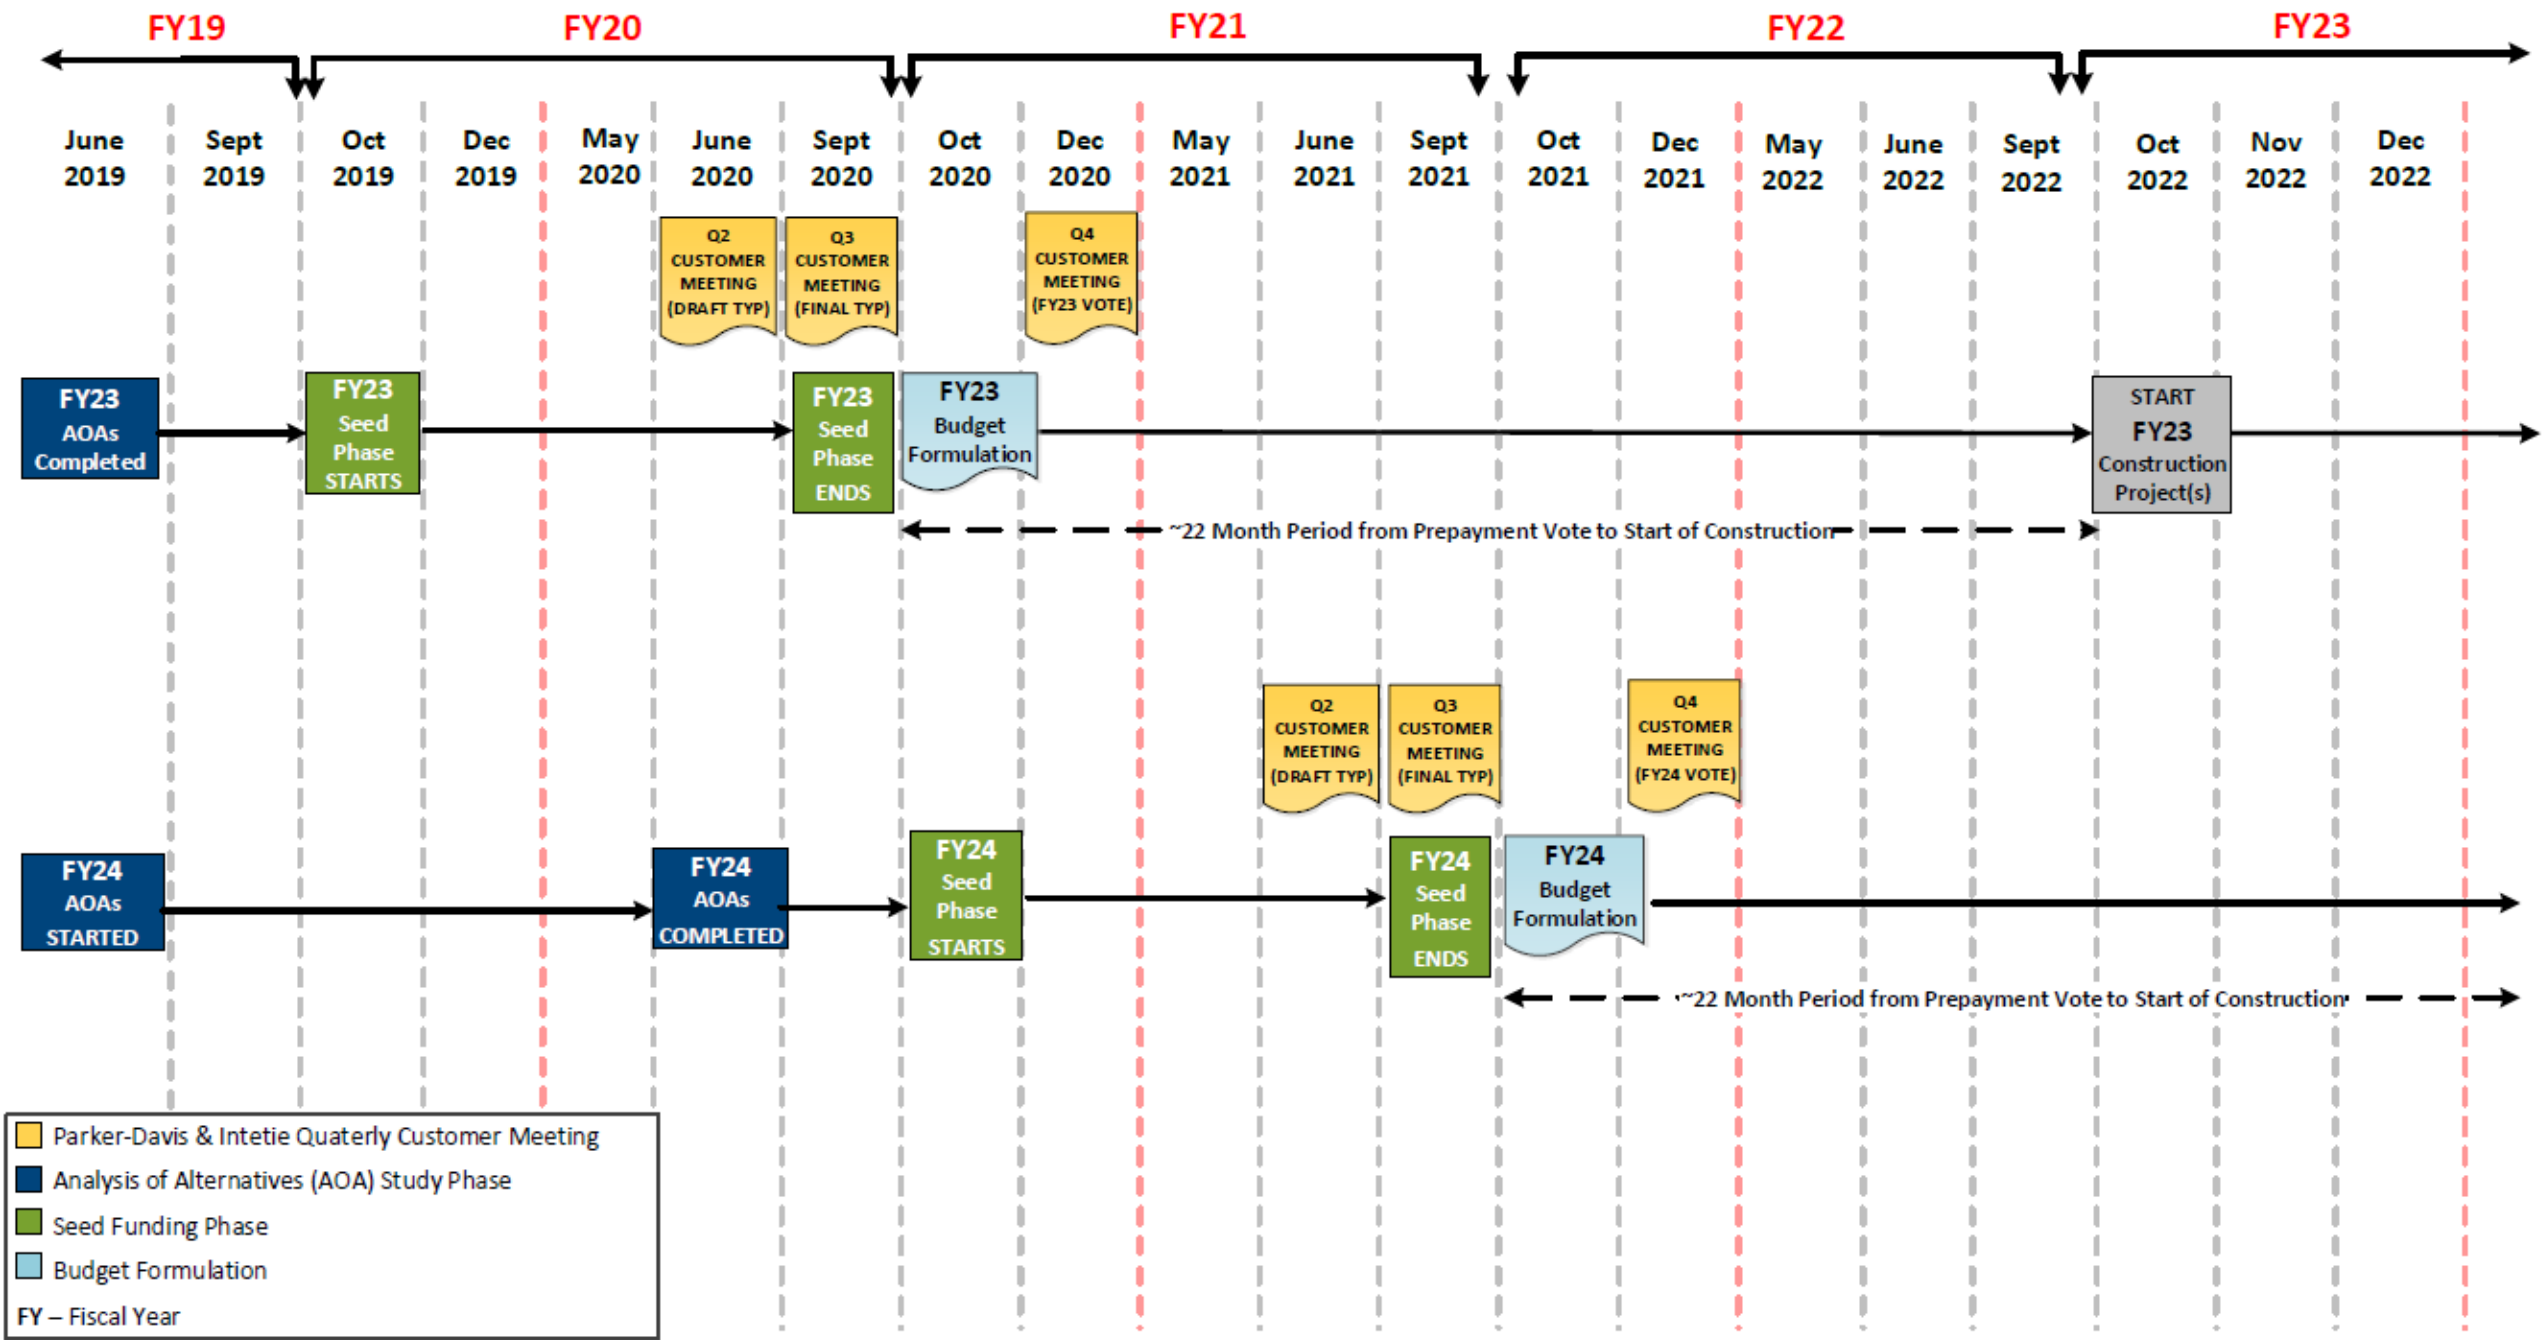 FY19
FY20
FY21
FY22
FY23
June
2019
Sept
2019
Oct
2019
Dec
2019
May
2020
June
2020
Sept
2020
Oct
2020
Dec
2020
May
2021
June
2021
Sept
2021
Oct
2021
Dec
2021
May
2022
June
2022
Sept
2022
Oct
2022
Nov
2022
Dec
2022
Q2
CUSTOMER
MEETING
(DRAFT TYP)
Q3
CUSTOMER
MEETING
(FINAL TYP)
Q4
CUSTOMER
MEETING
(FY23 VOTE)
FY23
AOAs
Completed
FY23
Seed
Phase
STARTS
FY23
Seed
Phase
ENDS
FY23
Budget
Formulation
START
FY23
Construction
Project(s)
~22 Month Period from Prepayment Vote to Start of Construction
Q2
CUSTOMER
MEETING
(DRAFT TYP)
Q3
CUSTOMER
MEETING
(FINAL TYP)
Q4
CUSTOMER
MEETING
(FY24 VOTE)
FY24
AOAs
STARTED
FY24
AOAs
COMPLETED
FY24
Seed
Phase
STARTS
FY24
Seed
Phase
ENDS
FY24
Budget
Formulation
~22 Month Period from Prepayment Vote to Start of Construction
Parker-Davis & Intetie Quaterly Customer Meeting
Analysis of Alternatives (AOA) Study Phase
Seed Funding Phase
Budget Formulation
FY – Fiscal Year